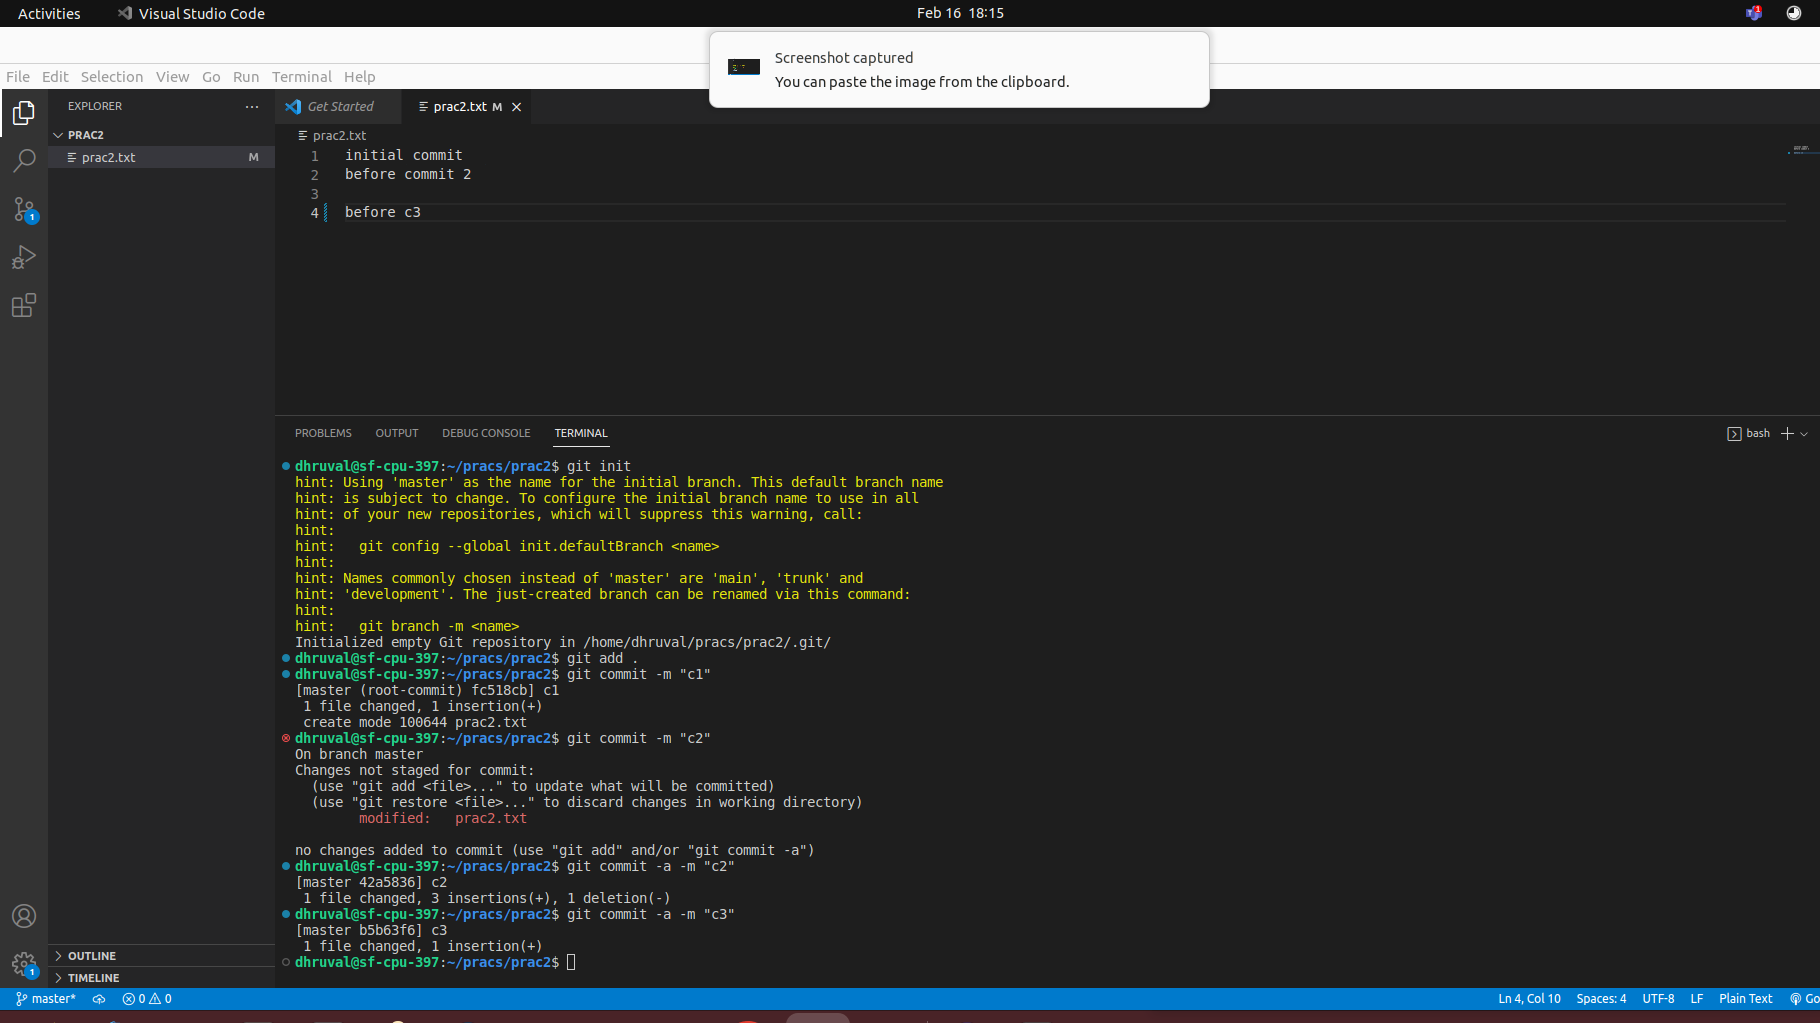 Activities Visual Studio Code Feb 16 18:15 1
Screenshot captured
You can paste the image from the clipboard.
File Edit Selection View Go Run Terminal Help
EXPLORER ··· Get Started prac2.txt M
PRAC2 prac2.txt
prac2.txt M
1 initial commit
2 before commit 2
3
4 before c3
1
PROBLEMS OUTPUT DEBUG CONSOLE TERMINAL bash
dhruval@sf-cpu-397:~/pracs/prac2$ git init
hint: Using 'master' as the name for the initial branch. This default branch name
hint: is subject to change. To configure the initial branch name to use in all
hint: of your new repositories, which will suppress this warning, call:
hint:
hint:   git config --global init.defaultBranch <name>
hint:
hint: Names commonly chosen instead of 'master' are 'main', 'trunk' and
hint: 'development'. The just-created branch can be renamed via this command:
hint:
hint:   git branch -m <name>
Initialized empty Git repository in /home/dhruval/pracs/prac2/.git/
dhruval@sf-cpu-397:~/pracs/prac2$ git add .
dhruval@sf-cpu-397:~/pracs/prac2$ git commit -m "c1"
[master (root-commit) fc518cb] c1
 1 file changed, 1 insertion(+)
 create mode 100644 prac2.txt
dhruval@sf-cpu-397:~/pracs/prac2$ git commit -m "c2"
On branch master
Changes not staged for commit:
  (use "git add <file>..." to update what will be committed)
  (use "git restore <file>..." to discard changes in working directory)
        modified:   prac2.txt
no changes added to commit (use "git add" and/or "git commit -a")
dhruval@sf-cpu-397:~/pracs/prac2$ git commit -a -m "c2"
[master 42a5836] c2
 1 file changed, 3 insertions(+), 1 deletion(-)
dhruval@sf-cpu-397:~/pracs/prac2$ git commit -a -m "c3"
[master b5b63f6] c3
 1 file changed, 1 insertion(+)
dhruval@sf-cpu-397:~/pracs/prac2$
OUTLINE
1
TIMELINE
master* 0 0 Ln 4, Col 10 Spaces: 4 UTF-8 LF Plain Text Go